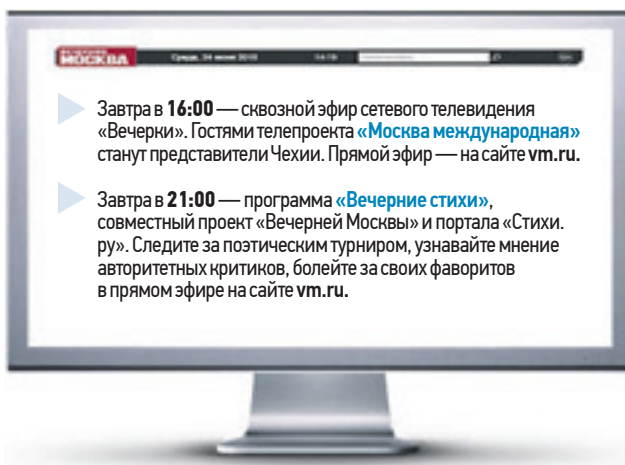 ВЕЧЕРНЯЯ
МОСКВА
Завтра в 16:00 — сквозной эфир сетевого телевидения
«Вечерки». Гостями телепроекта «Москва международная»
станут представители Чехии. Прямой эфир — на сайте vm.ru.
Завтра в 21:00 — программа «Вечерние стихи»,
совместный проект «Вечерней Москвы» и портала «Стихи.
ру». Следите за поэтическим турниром, узнавайте мнение
авторитетных критиков, болейте за своих фаворитов
в прямом эфире на сайте vm.ru.